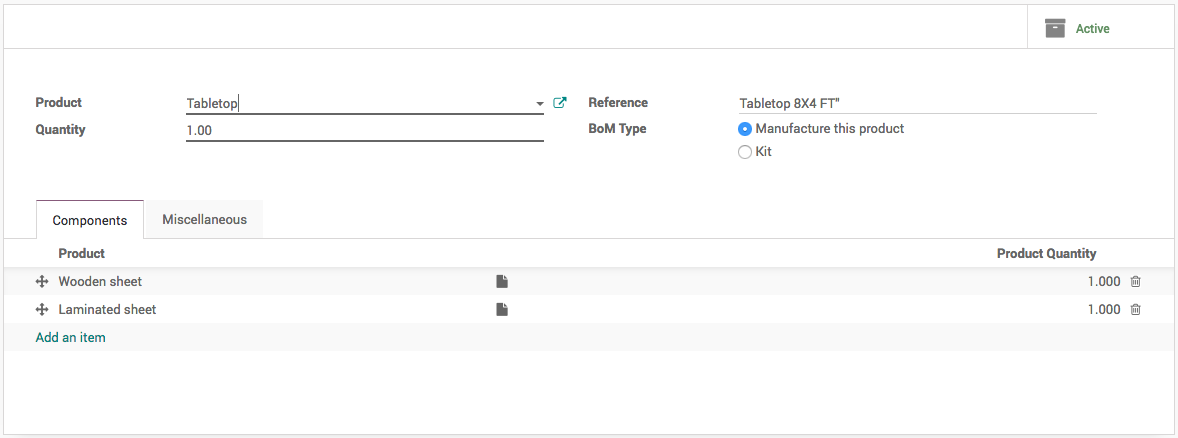 Active
Product Tabletop Reference Tabletop 8X4 FT"
Quantity 1.00 BoM Type Manufacture this product
Kit
Components Miscellaneous
Product Product Quantity
Wooden sheet 1.000
Laminated sheet 1.000
Add an item